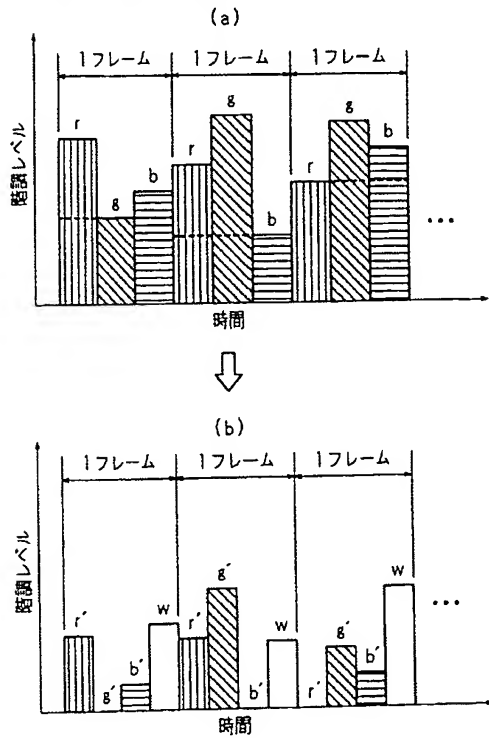 (a)
1フレーム 1フレーム 1フレーム
r g b r g b r g b
階調レベル
...
時間
(b)
1フレーム 1フレーム 1フレーム
r´ g´ b´ w r´ g´ b´ w r´ g´ b´ w
階調レベル
...
時間